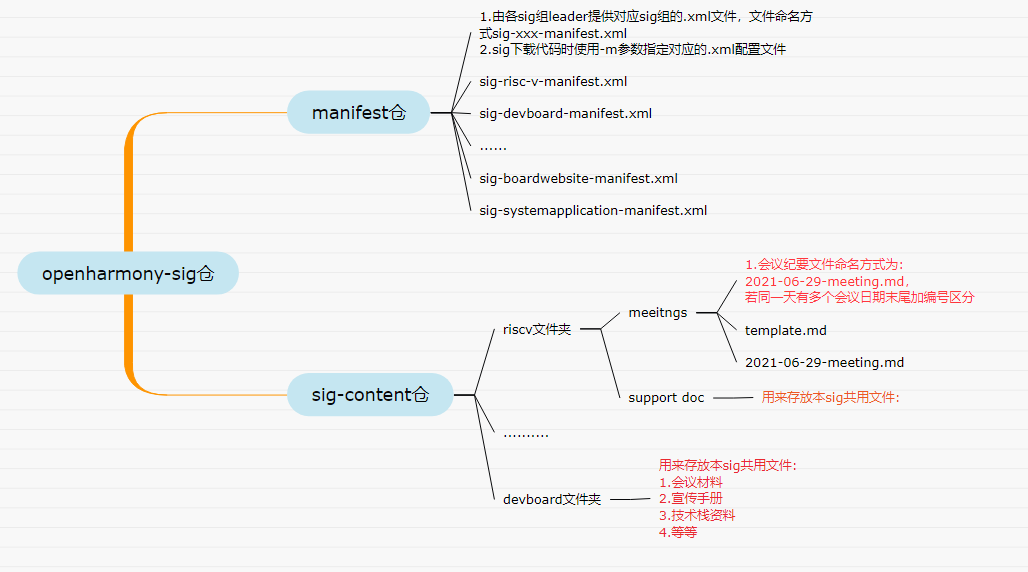 1.由各sig组leader提供对应sig组的.xml文件，文件命名方
式sig-xxx-manifest.xml
2.sig下载代码时使用-m参数指定对应的.xml配置文件
sig-risc-v-manifest.xml
manifest仓
sig-devboard-manifest.xml
......
sig-boardwebsite-manifest.xml
sig-systemapplication-manifest.xml
openharmony-sig仓
1.会议纪要文件命名方式为：
2021-06-29-meeting.md，
若同一天有多个会议日期末尾加编号区分
meeitngs
riscv文件夹
template.md
2021-06-29-meeting.md
sig-content仓
support doc
用来存放本sig共用文件：
..........
用来存放本sig共用文件：
1.会议材料
devboard文件夹
2.宣传手册
3.技术栈资料
4.等等